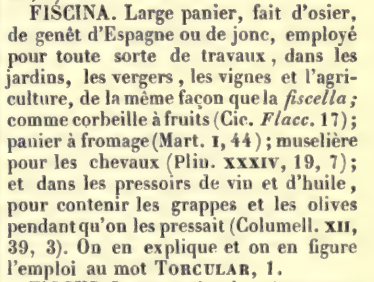 FISCINA. Large panier, fait d'osier,
de genêt d'Espagne ou de jonc, employé
pour toute sorte de travaux, dans les
jardins, les vergers, les vignes et l'agri-
culture, de la même façon que la fiscella;
comme corbeille à fruits (Cic. Flacc. 17);
panier à fromage (Mart. I, 44); muselière
pour les chevaux (Plin. XXXIV, 19, 7);
et dans les pressoirs de vin et d'huile,
pour contenir les grappes et les olives
pendant qu'on les pressait (Columell. XII,
39, 3). On en explique et on en figure
l'emploi au mot TORCULAR, 1.